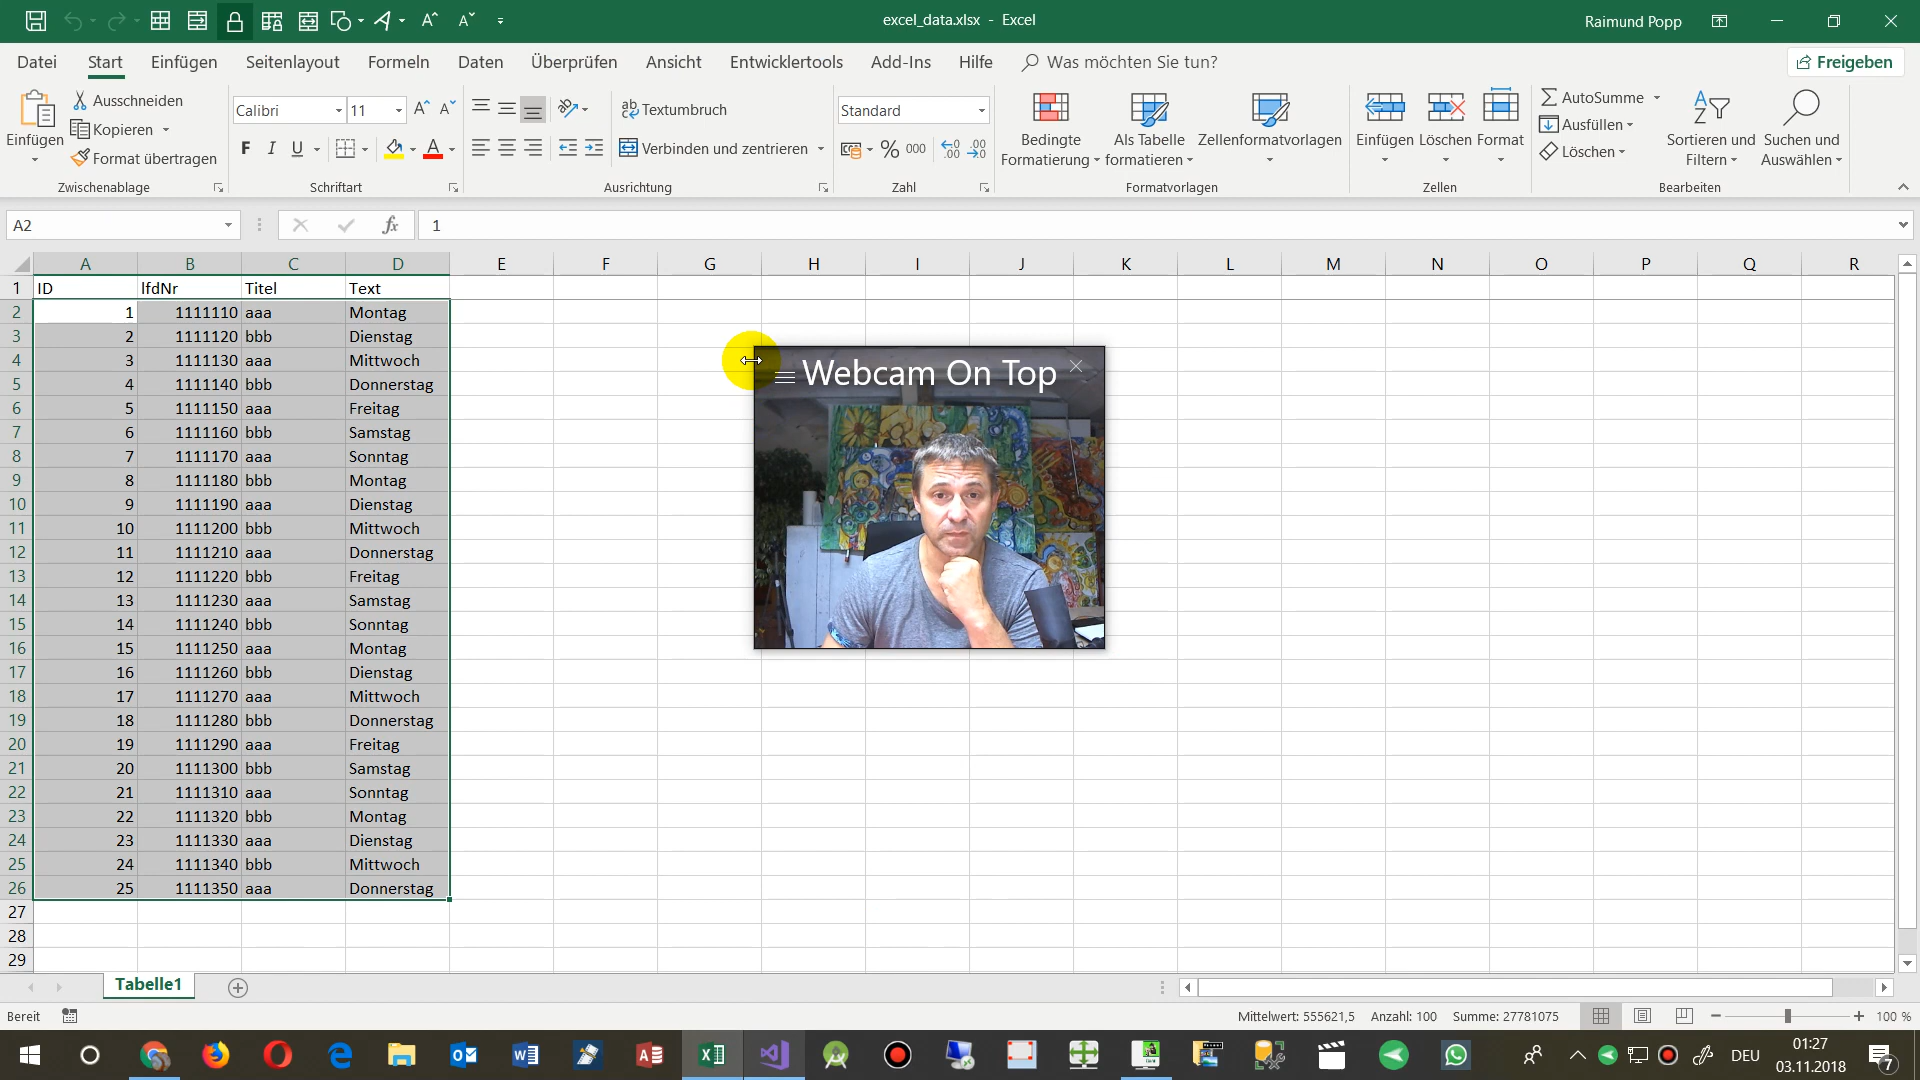 excel_data.xlsx - Excel
Raimund Popp
Datei Start Einfügen Seitenlayout Formeln Daten Überprüfen Ansicht Entwicklertools Add-Ins Hilfe Was möchten Sie tun? Freigeben
Einfügen
Ausschneiden
Kopieren
Format übertragen
Zwischenablage
Calibri 11
F K U
Schriftart
Textumbruch
Verbinden und zentrieren
Ausrichtung
Standard
% 000
Zahl
Bedingte Formatierung
Als Tabelle formatieren
Zellenformatvorlagen
Formatvorlagen
Einfügen Löschen Format
Zellen
AutoSumme
Ausfüllen
Löschen
Sortieren und Filtern
Suchen und Auswählen
Bearbeiten
A2 fx 1
A B C D E F G H I J K L M N O P Q R
1 ID lfdNr Titel Text
2 1 1111110 aaa Montag
3 2 1111120 bbb Dienstag
4 3 1111130 aaa Mittwoch
5 4 1111140 bbb Donnerstag
6 5 1111150 aaa Freitag
7 6 1111160 bbb Samstag
8 7 1111170 aaa Sonntag
9 8 1111180 bbb Montag
10 9 1111190 aaa Dienstag
11 10 1111200 bbb Mittwoch
12 11 1111210 aaa Donnerstag
13 12 1111220 bbb Freitag
14 13 1111230 aaa Samstag
15 14 1111240 bbb Sonntag
16 15 1111250 aaa Montag
17 16 1111260 bbb Dienstag
18 17 1111270 aaa Mittwoch
19 18 1111280 bbb Donnerstag
20 19 1111290 aaa Freitag
21 20 1111300 bbb Samstag
22 21 1111310 aaa Sonntag
23 22 1111320 bbb Montag
24 23 1111330 aaa Dienstag
25 24 1111340 bbb Mittwoch
26 25 1111350 aaa Donnerstag
27
28
29
Webcam On Top
Tabelle1
Bereit
Mittelwert: 555621,5 Anzahl: 100 Summe: 27781075
100 %
DEU
01:27
03.11.2018
7